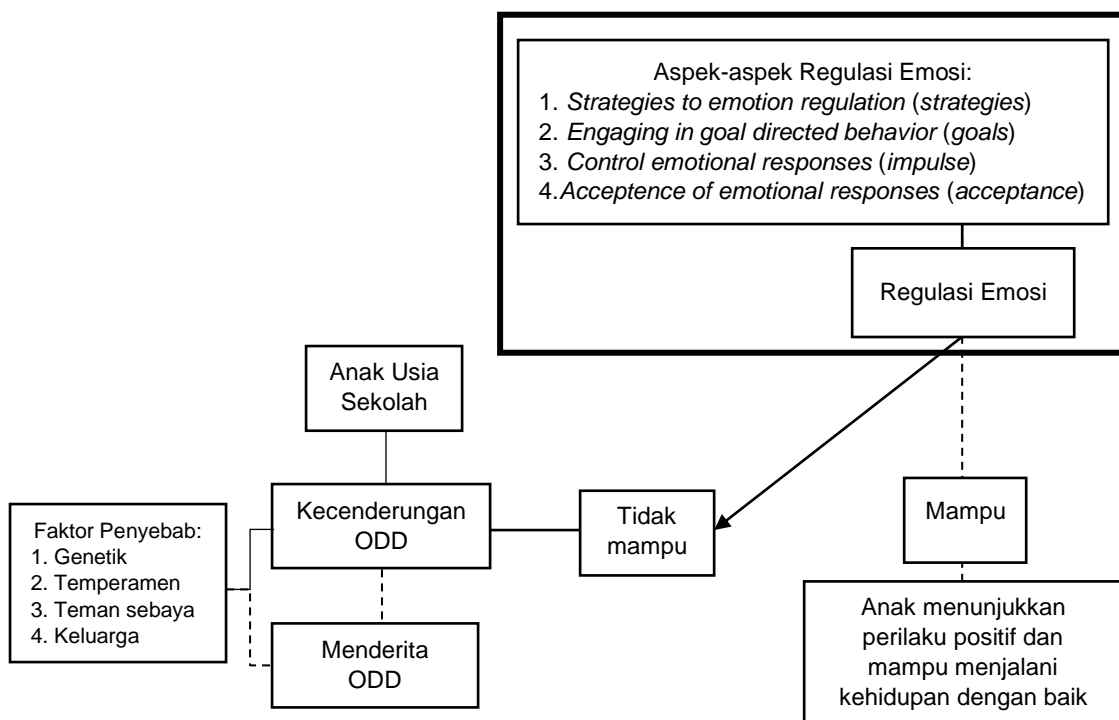 Aspek-aspek Regulasi Emosi:
1. Strategies to emotion regulation (strategies)
2. Engaging in goal directed behavior (goals)
3. Control emotional responses (impulse)
4.Acceptence of emotional responses (acceptance)
Regulasi Emosi
Anak Usia
Sekolah
Faktor Penyebab:
1. Genetik
2. Temperamen
3. Teman sebaya
4. Keluarga
Kecenderungan
ODD
Tidak
mampu
Mampu
Menderita
ODD
Anak menunjukkan
perilaku positif dan
mampu menjalani
kehidupan dengan baik